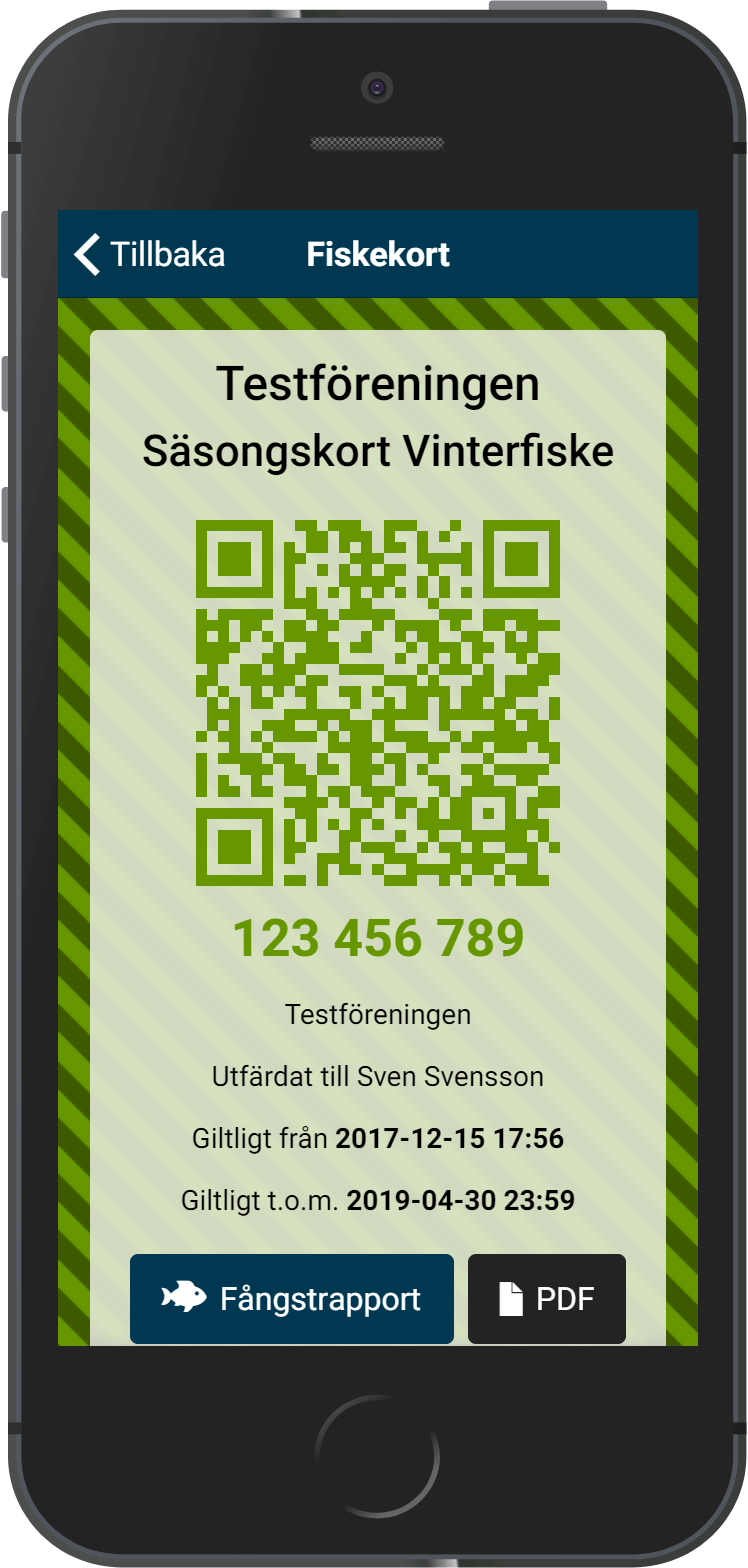 Tillbaka Fiskekort
Testföreningen
Säsongskort Vinterfiske
123 456 789
Testföreningen
Utfärdat till Sven Svensson
Giltligt från 2017-12-15 17:56
Giltligt t.o.m. 2019-04-30 23:59
Fångstrapport PDF